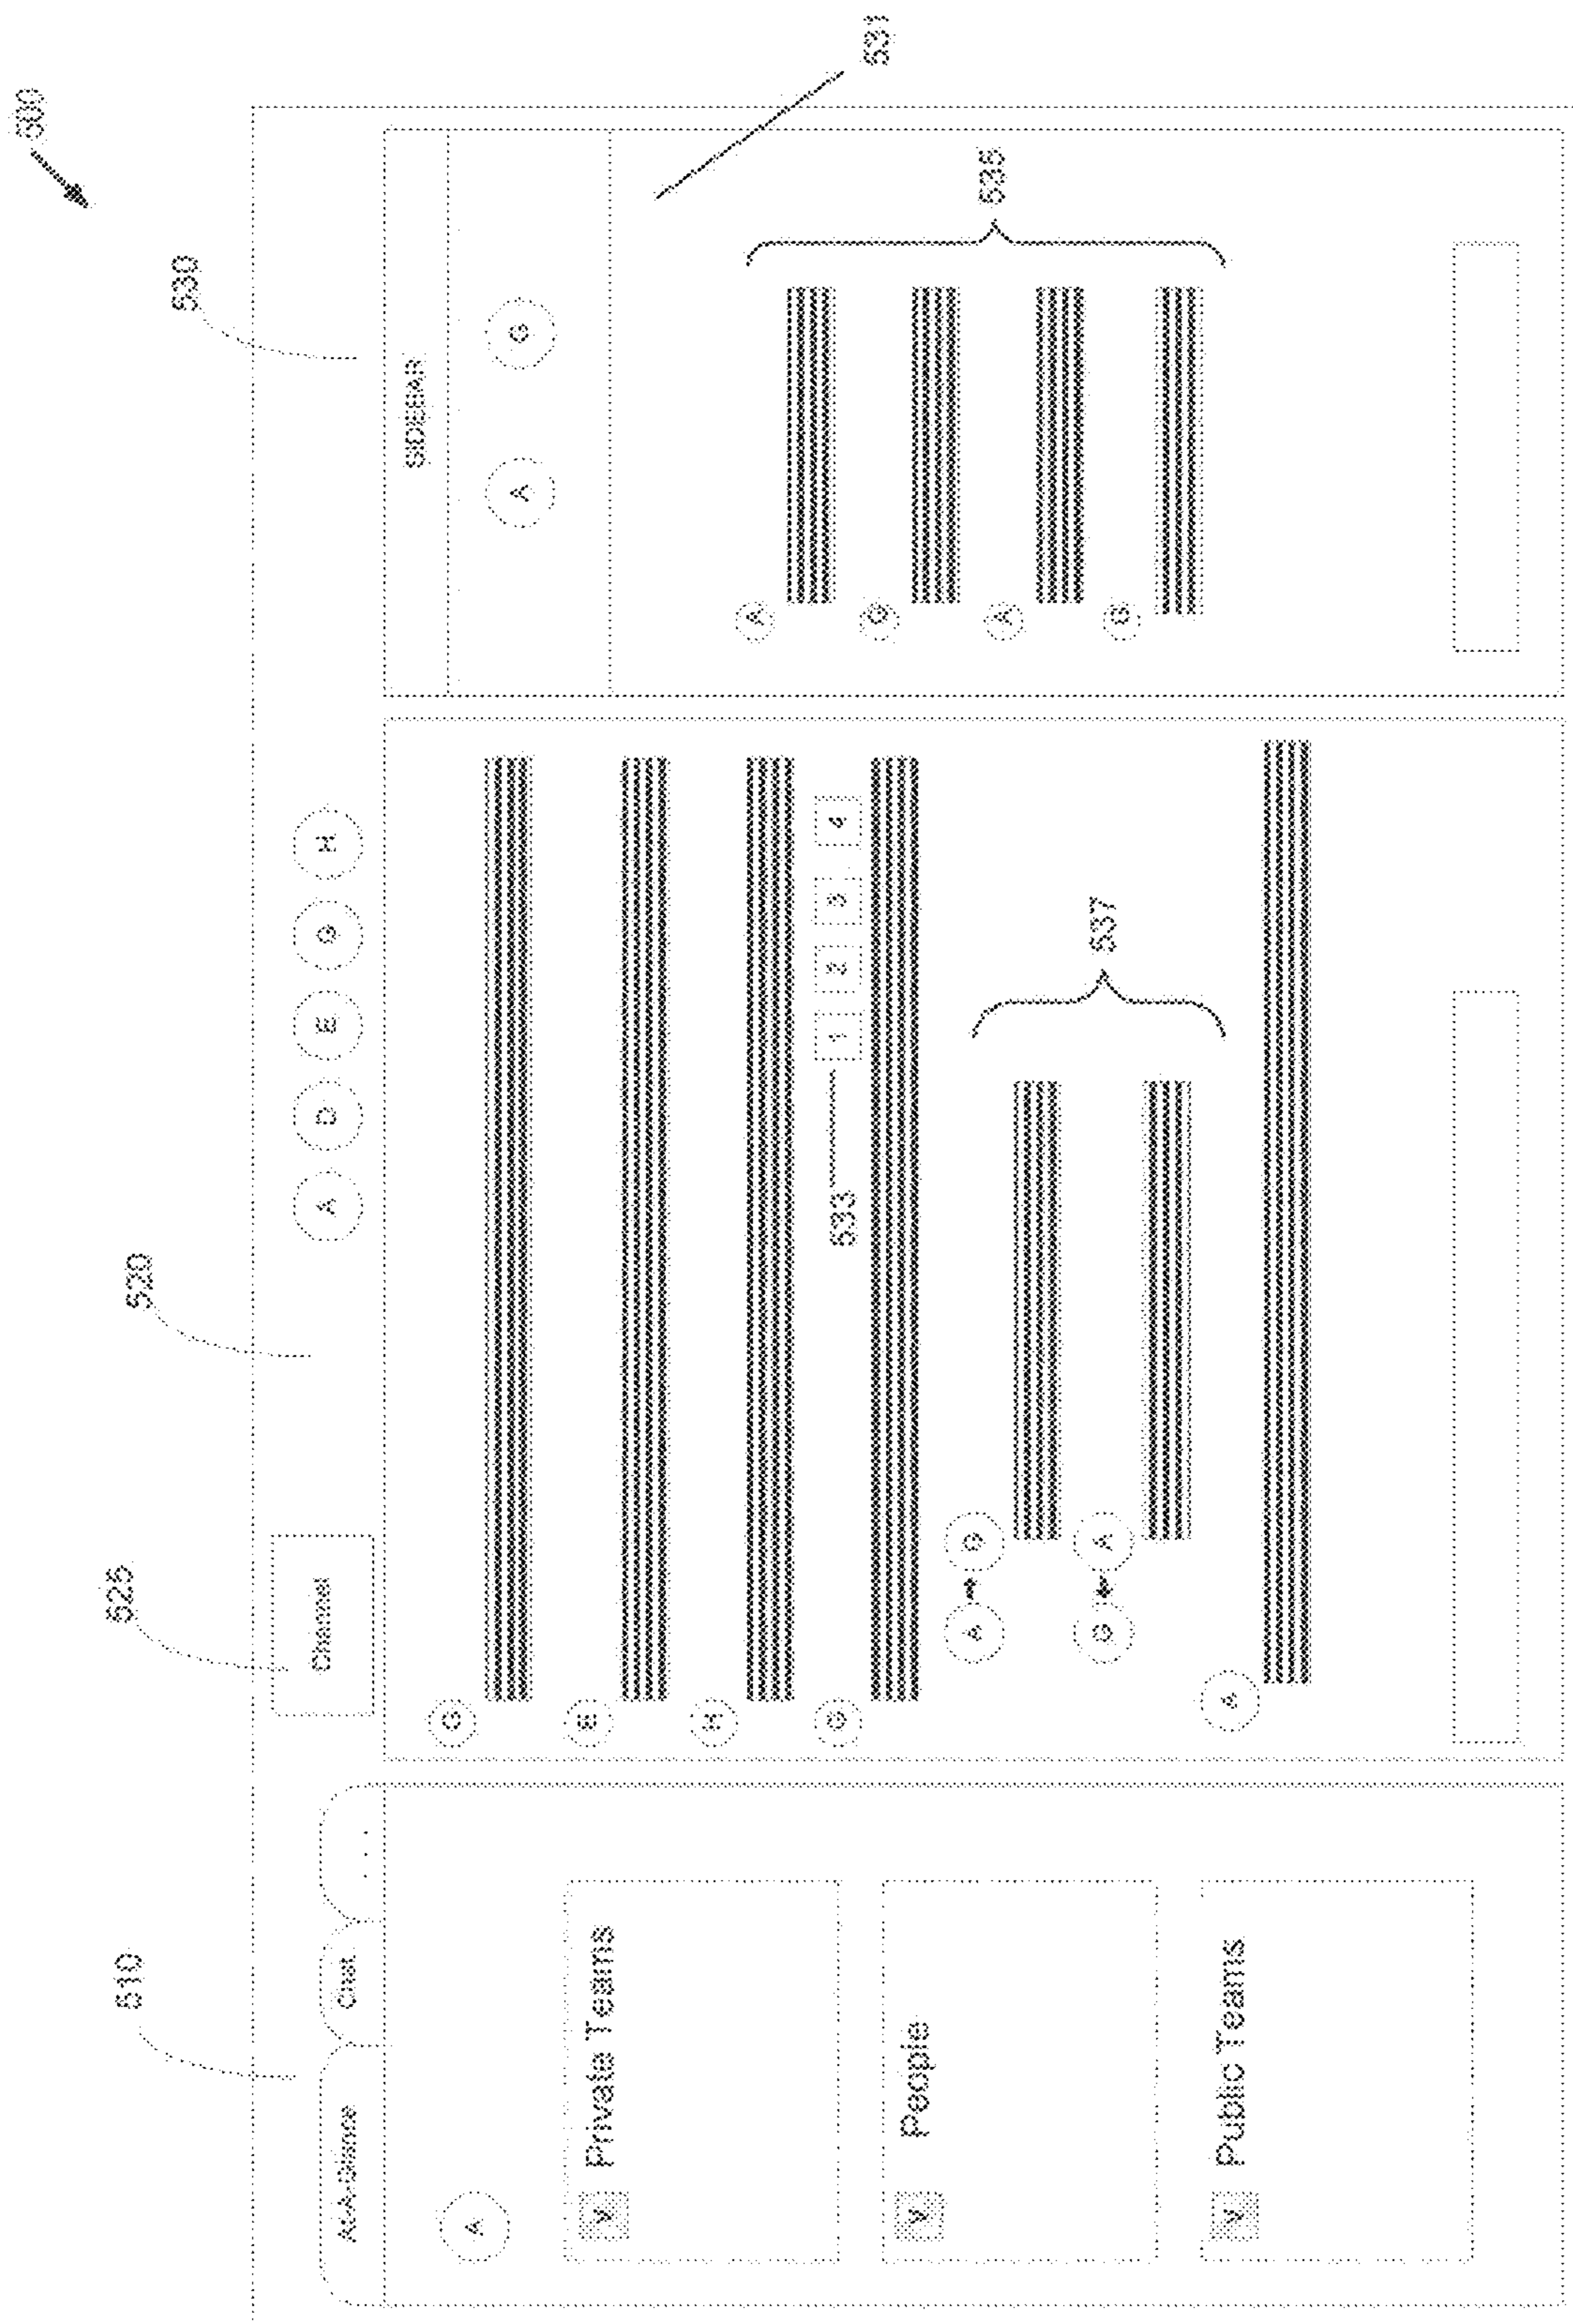 500
510
525
520
530
531
At-A-Glance
Chat
...
Channel
A
D
E
G
H
SIDEBAR
A
G
A
V Private Teams
V People
V Public Teams
G
E
H
G
533
1
2
3
4
A
G
G
A
537
A
A
G
A
G
535